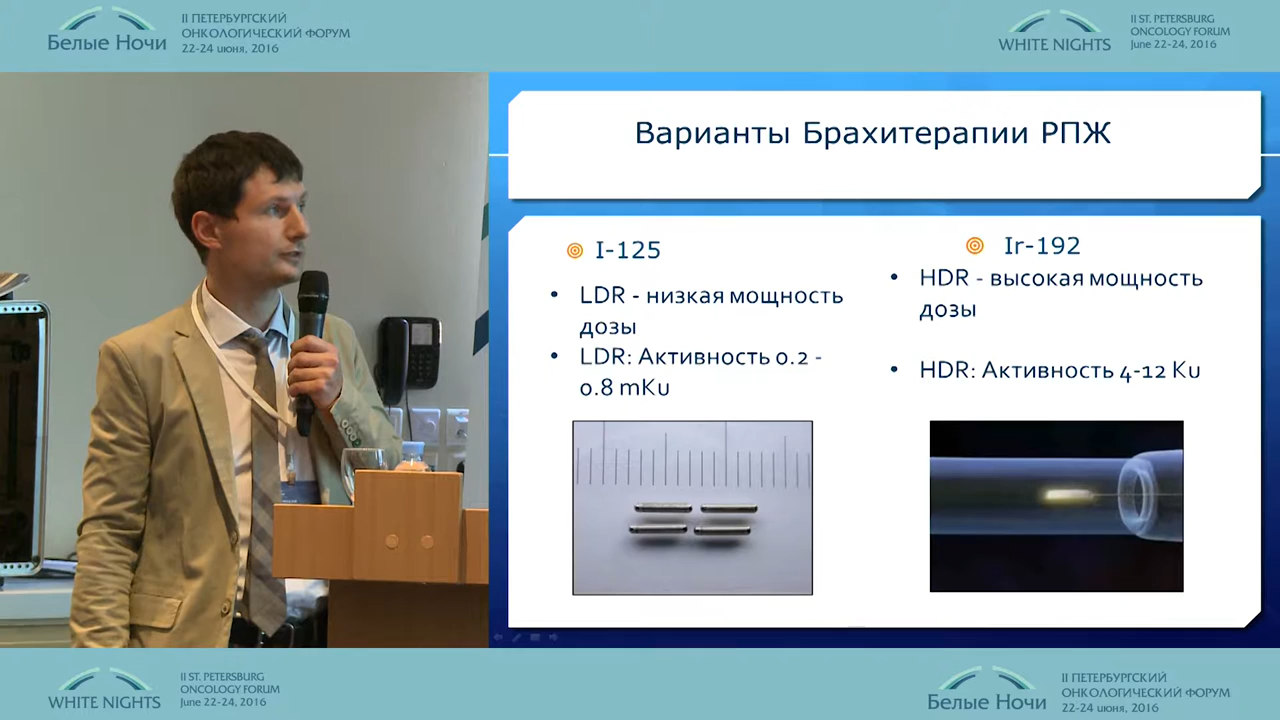 II ПЕТЕРБУРГСКИЙ
ОНКОЛОГИЧЕСКИЙ ФОРУМ
22-24 июня, 2016
Белые Ночи
II ST. PETERSBURG
ONCOLOGY FORUM
June 22-24, 2016
WHITE NIGHTS
Варианты Брахитерапии РПЖ
I-125
• LDR - низкая мощность
дозы
• LDR: Активность 0.2 -
0.8 mKu
Ir-192
• HDR - высокая мощность
дозы
• HDR: Активность 4-12 Ku
II ST. PETERSBURG
ONCOLOGY FORUM
June 22-24, 2016
WHITE NIGHTS
II ПЕТЕРБУРГСКИЙ
ОНКОЛОГИЧЕСКИЙ ФОРУМ
22-24 июня, 2016
Белые Ночи